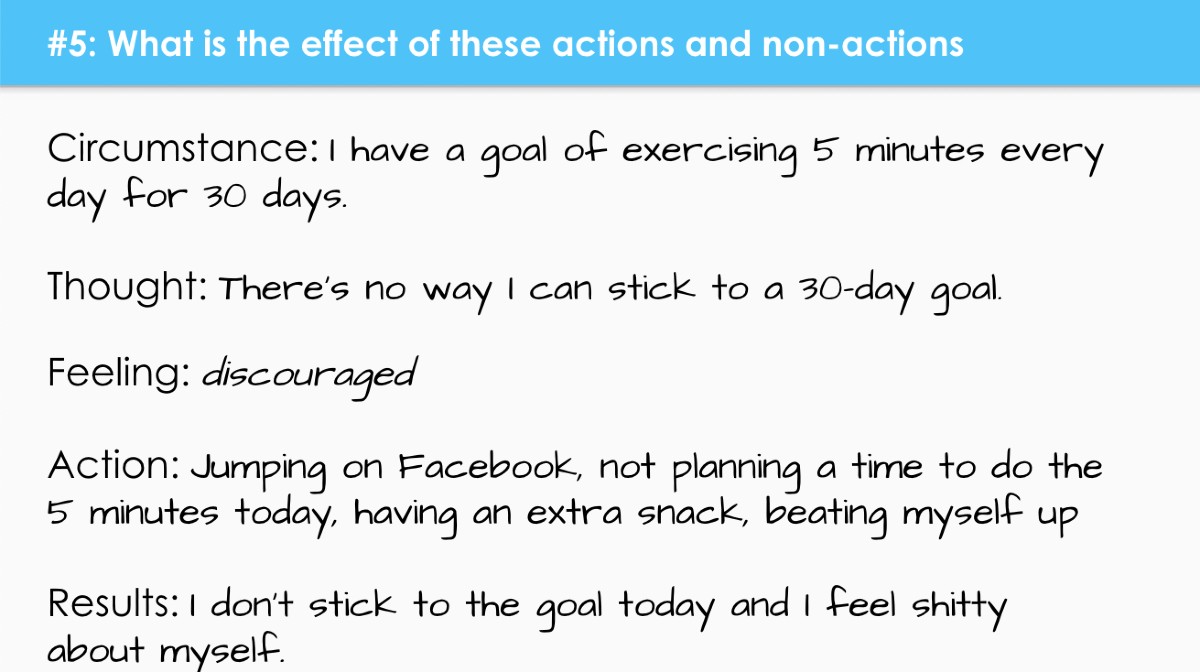 #5: What is the effect of these actions and non-actions
Circumstance: I have a goal of exercising 5 minutes every
day for 30 days.
Thought: There's no way I can stick to a 30-day goal.
Feeling: discouraged
Action: Jumping on Facebook, not planning a time to do the
5 minutes today, having an extra snack, beating myself up
Results: I don't stick to the goal today and I feel shitty
about myself.